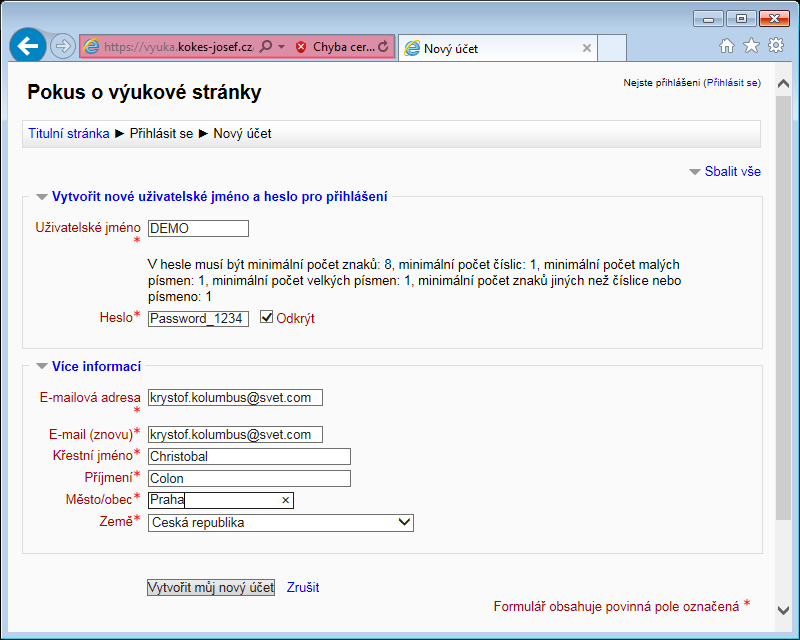 https://vyuka.kokes-josef.cz Chyba cer... Nový účet
Nejste přihlášeni (Přihlásit se)
Pokus o výukové stránky
Titulní stránka ► Přihlásit se ► Nový účet
Sbalit vše
Vytvořit nové uživatelské jméno a heslo pro přihlášení
Uživatelské jméno* DEMO
V hesle musí být minimální počet znaků: 8, minimální počet číslic: 1, minimální počet malých
písmen: 1, minimální počet velkých písmen: 1, minimální počet znaků jiných než číslice nebo
písmeno: 1
Heslo* Password_1234 Odkrýt
Více informací
E-mailová adresa* krystof.kolumbus@svet.com
E-mail (znovu)* krystof.kolumbus@svet.com
Křestní jméno* Christobal
Příjmení* Colon
Město/obec* Praha
Země* Česká republika
Vytvořit můj nový účet Zrušit
Formulář obsahuje povinná pole označená *